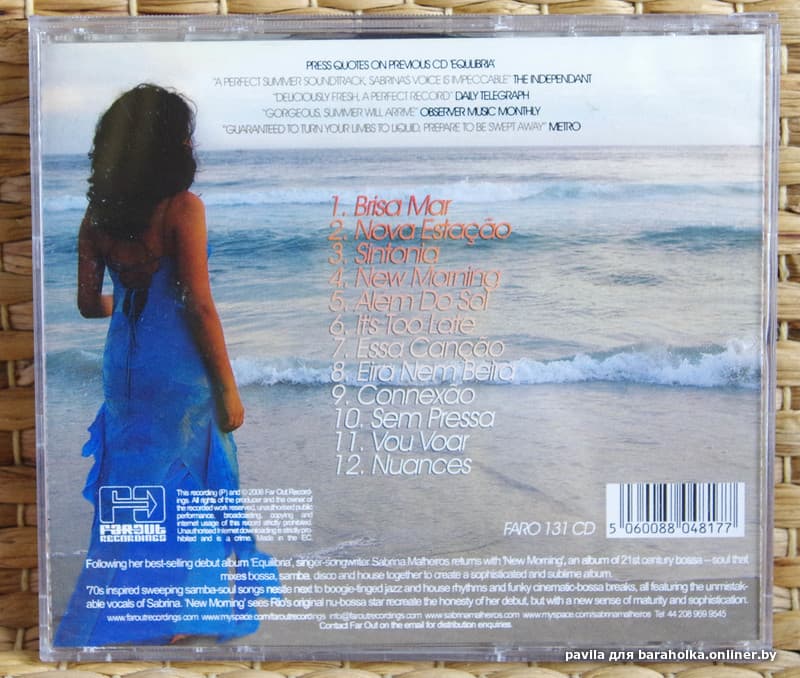 PRESS QUOTES ON PREVIOUS CD 'EQUILIBRIA'
"A PERFECT SUMMER SOUNDTRACK, SABRINA'S VOICE IS IMPECCABLE" THE INDEPENDANT
"DELICIOUSLY FRESH, A PERFECT RECORD" DAILY TELEGRAPH
"GORGEOUS, SUMMER WILL ARRIVE" OBSERVER MUSIC MONTHLY
"GUARANTEED TO TURN YOUR LIMBS TO LIQUID. PREPARE TO BE SWEPT AWAY" METRO
1. Brisa Mar
2. Nova Estação
3. Sintonia
4. New Morning
5. Alem Do Sol
6. It's Too Late
7. Essa Canção
8. Eira Nem Beira
9. Connexão
10. Sem Pressa
11. Vou Voar
12. Nuances
FAROUT
RECORDINGS
This recording (P) and © 2008 Far Out Record-
ings. All rights of the producer and the owner of
the recorded work reserved, unauthorised public
performance, broadcasting, copying and
internet usage of this record strictly prohibited.
Unauthorised Internet downloading is strictly pro-
hibited and is a crime. Made in the EC.
FARO 131 CD
5 060088 048177
Following her best-selling debut album 'Equilibria', singer-songwriter Sabrina Malheiros returns with 'New Morning', an album of 21st century bossa – soul that
mixes bossa, samba, disco and house together to create a sophisticated and sublime album.
'70s inspired sweeping samba-soul songs nestle next to boogie-tinged jazz and house rhythms and funky cinematic-bossa breaks, all featuring the unmistak-
able vocals of Sabrina. 'New Morning' sees Rio's original nu-bossa star recreate the honesty of her debut, but with a new sense of maturity and sophistication.
www.faroutrecordings.com www.myspace.com/faroutrecordings info@faroutrecordings.com www.sabrinamalheiros.com www.myspace.com/sabrinamalheiros Tel 44 208 969 9545
Contact Far Out on the email for distribution enquiries.
pavila для baraholka.onliner.by